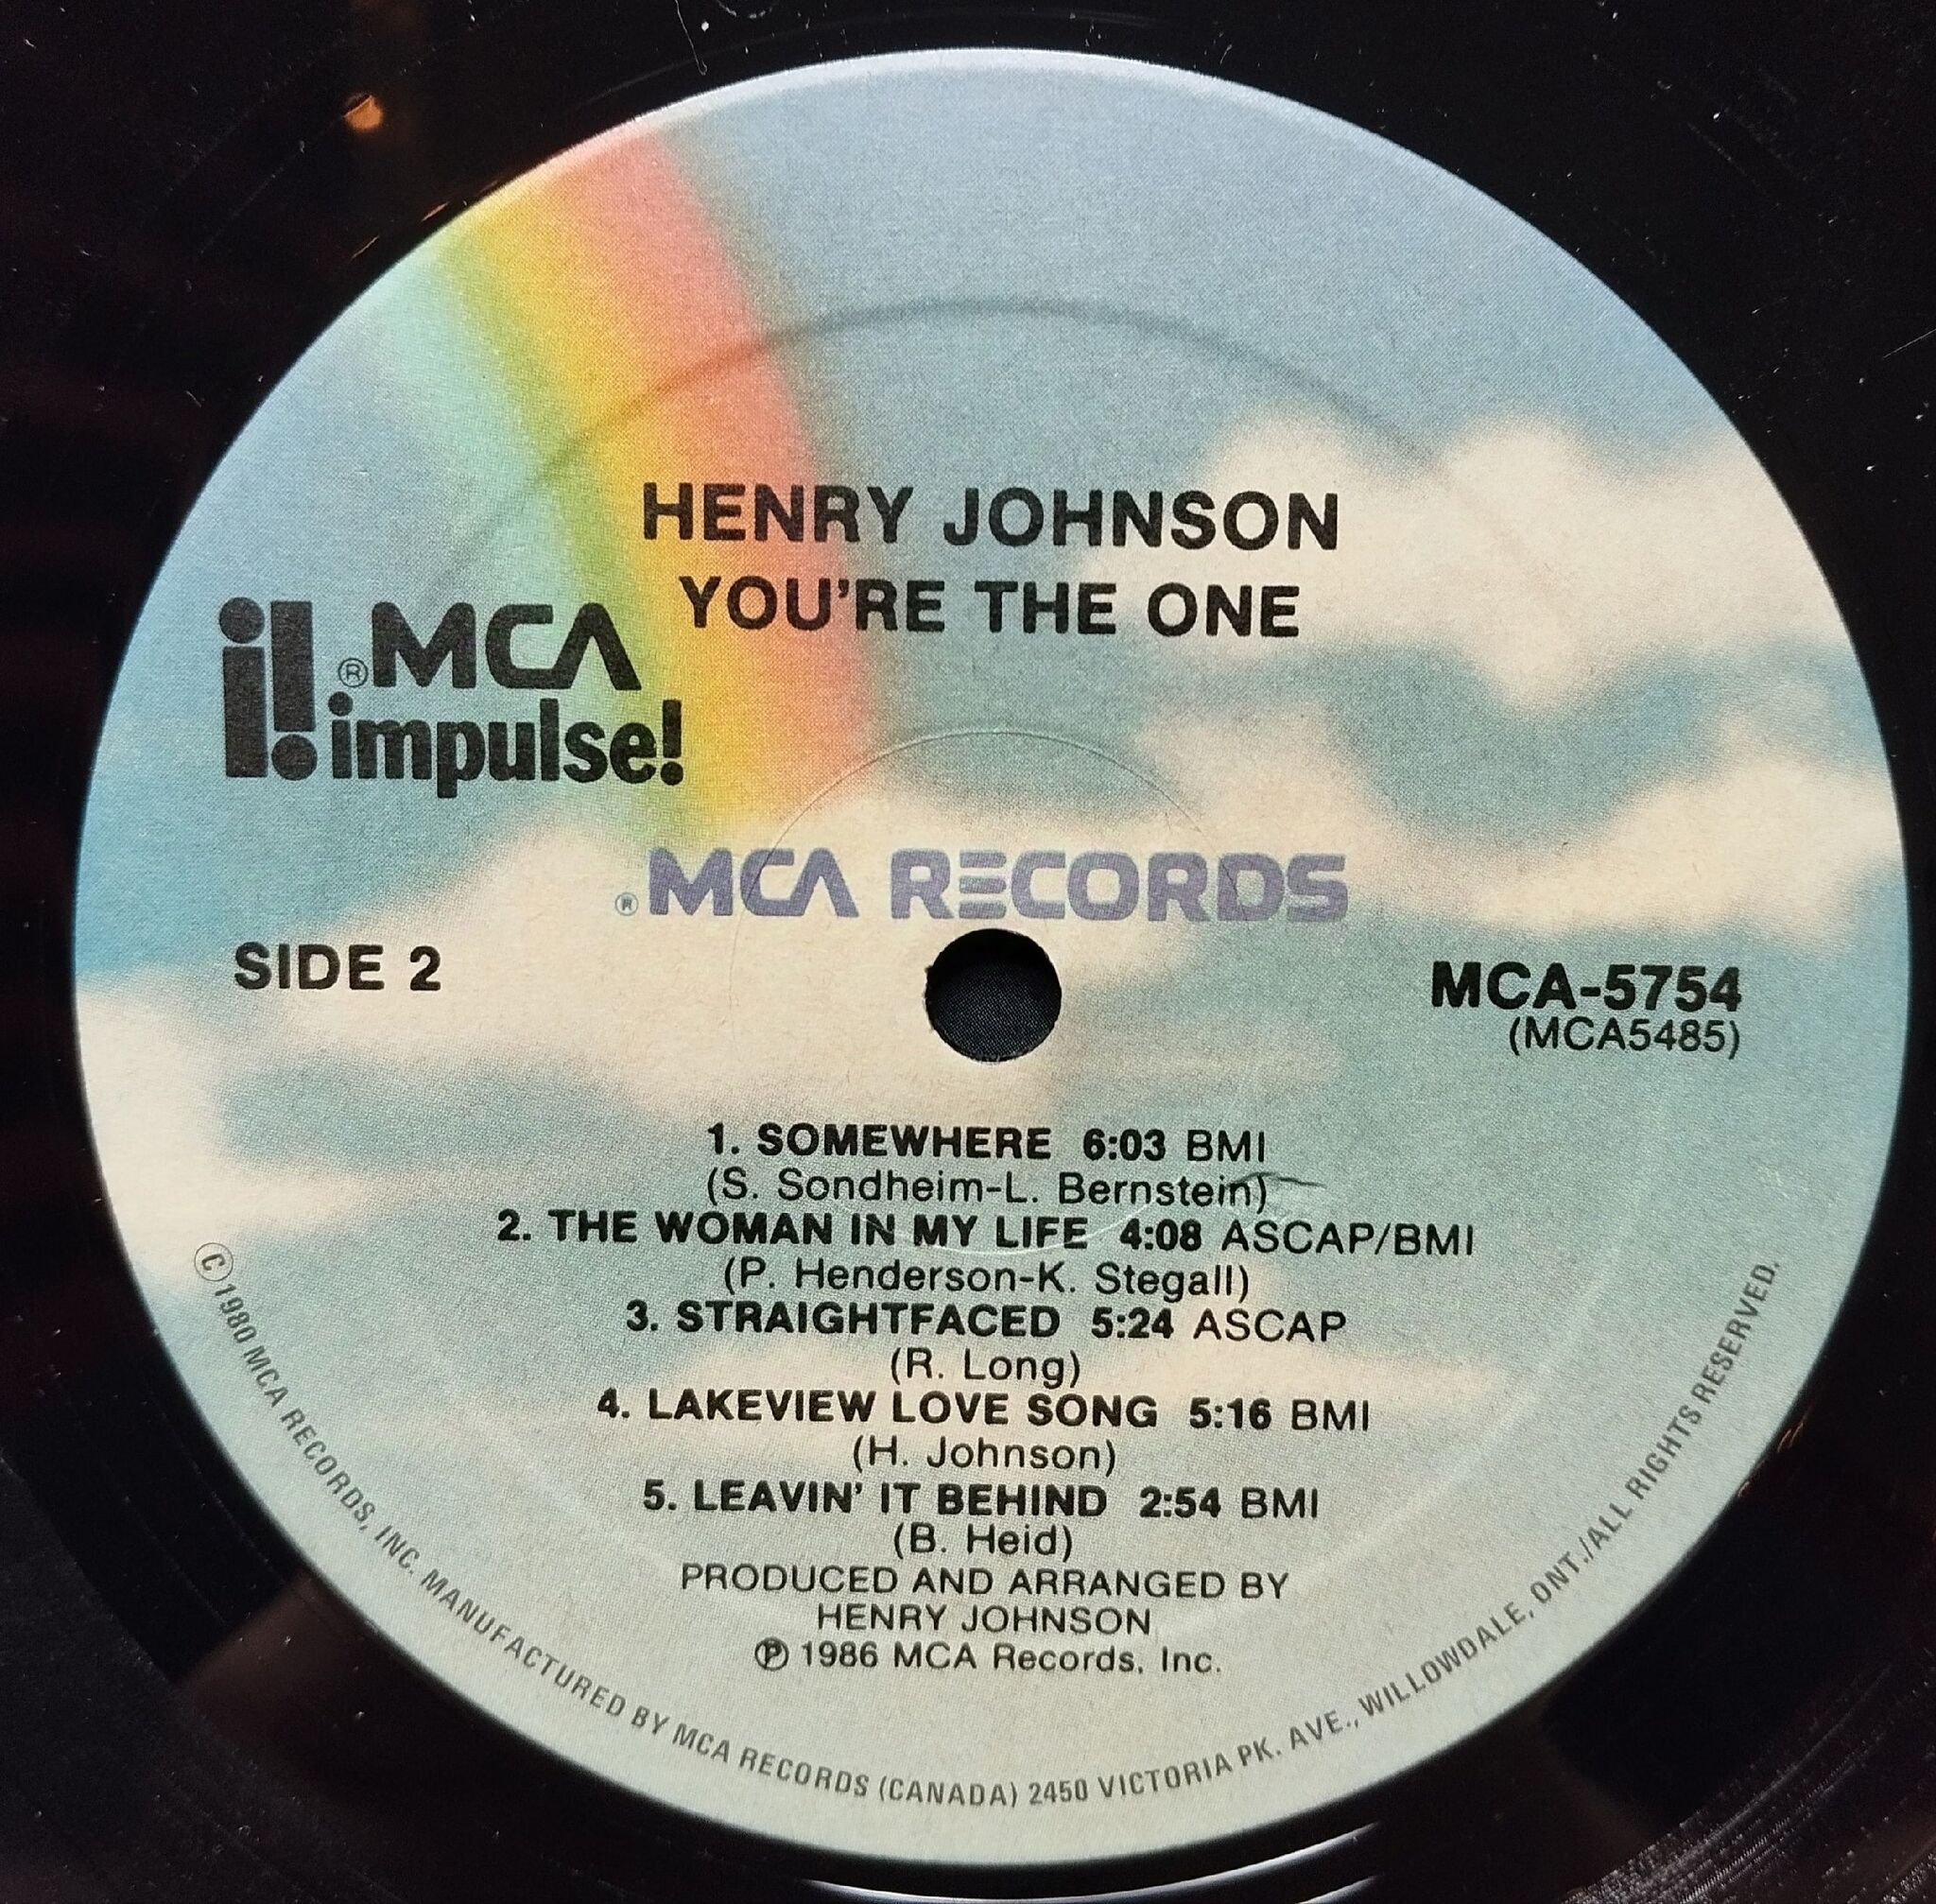 HENRY JOHNSON
YOU'RE THE ONE
i! ® MCA
impulse!
® MCA RECORDS
SIDE 2
MCA-5754
(MCA5485)
1. SOMEWHERE 6:03 BMI
(S. Sondheim-L. Bernstein)
2. THE WOMAN IN MY LIFE 4:08 ASCAP/BMI
(P. Henderson-K. Stegall)
3. STRAIGHTFACED 5:24 ASCAP
(R. Long)
4. LAKEVIEW LOVE SONG 5:16 BMI
(H. Johnson)
5. LEAVIN' IT BEHIND 2:54 BMI
(B. Heid)
PRODUCED AND ARRANGED BY
HENRY JOHNSON
℗ 1986 MCA Records, Inc.
© 1980 MCA RECORDS, INC. MANUFACTURED BY MCA RECORDS (CANADA) 2450 VICTORIA PK. AVE., WILLOWDALE, ONT./ALL RIGHTS RESERVED.